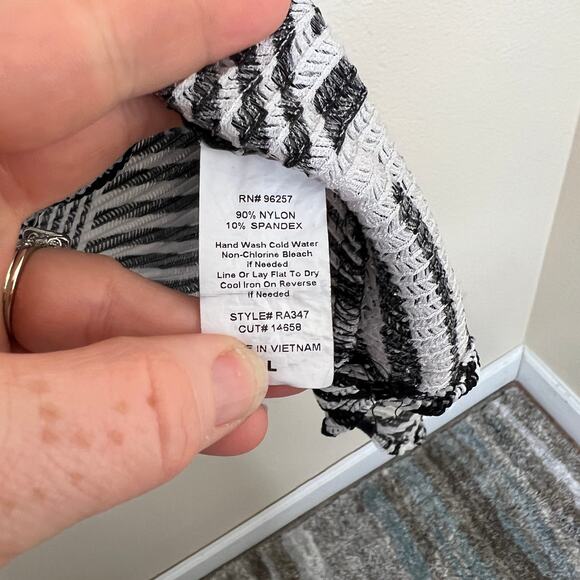 RN# 96257
90% NYLON
10% SPANDEX
Hand Wash Cold Water
Non-Chlorine Bleach
if Needed
Line Or Lay Flat To Dry
Cool Iron On Reverse
if Needed
STYLE# RA347
CUT# 14658
IN VIETNAM
L